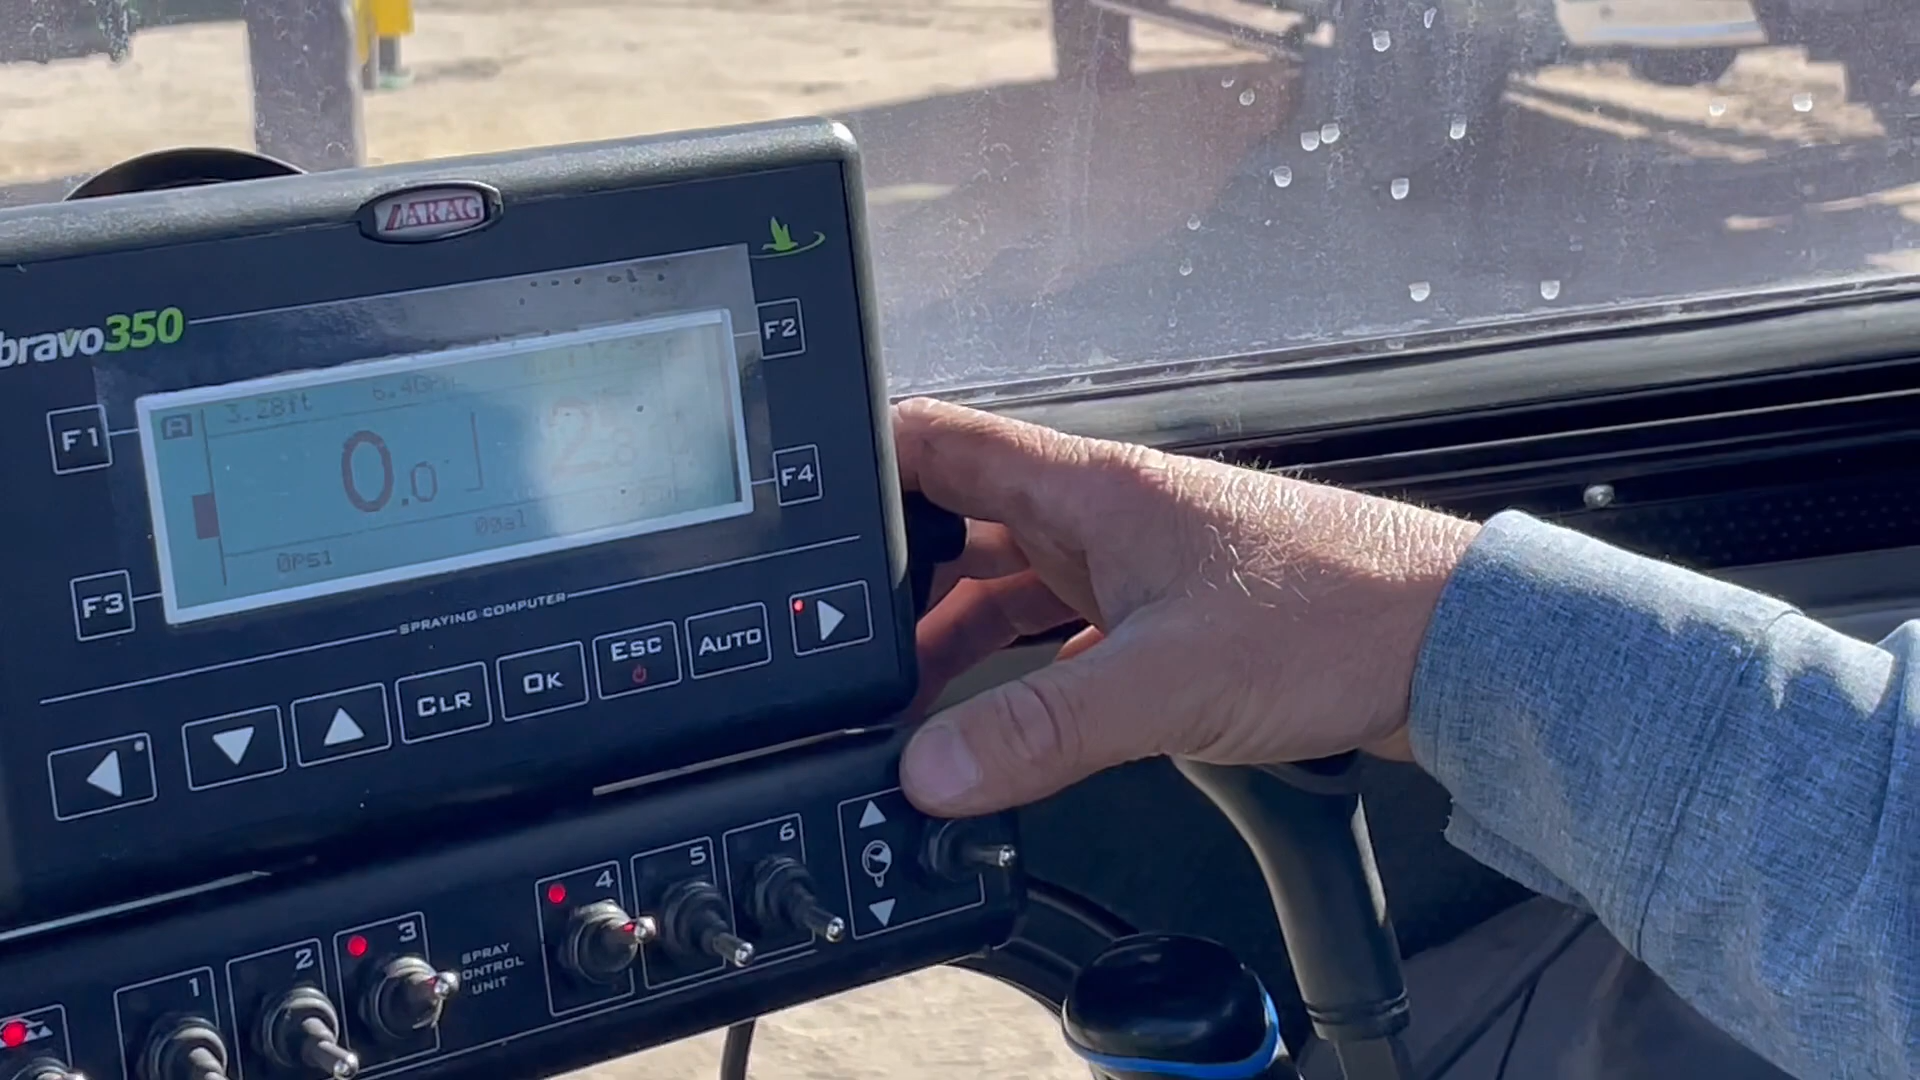 ARAG
bravo350
F1
F2
F3
F4
3.28ft
0.0
0Psi
SPRAYING COMPUTER
CLR
OK
ESC
AUTO
1
2
3
SPRAY
CONTROL
UNIT
4
5
6